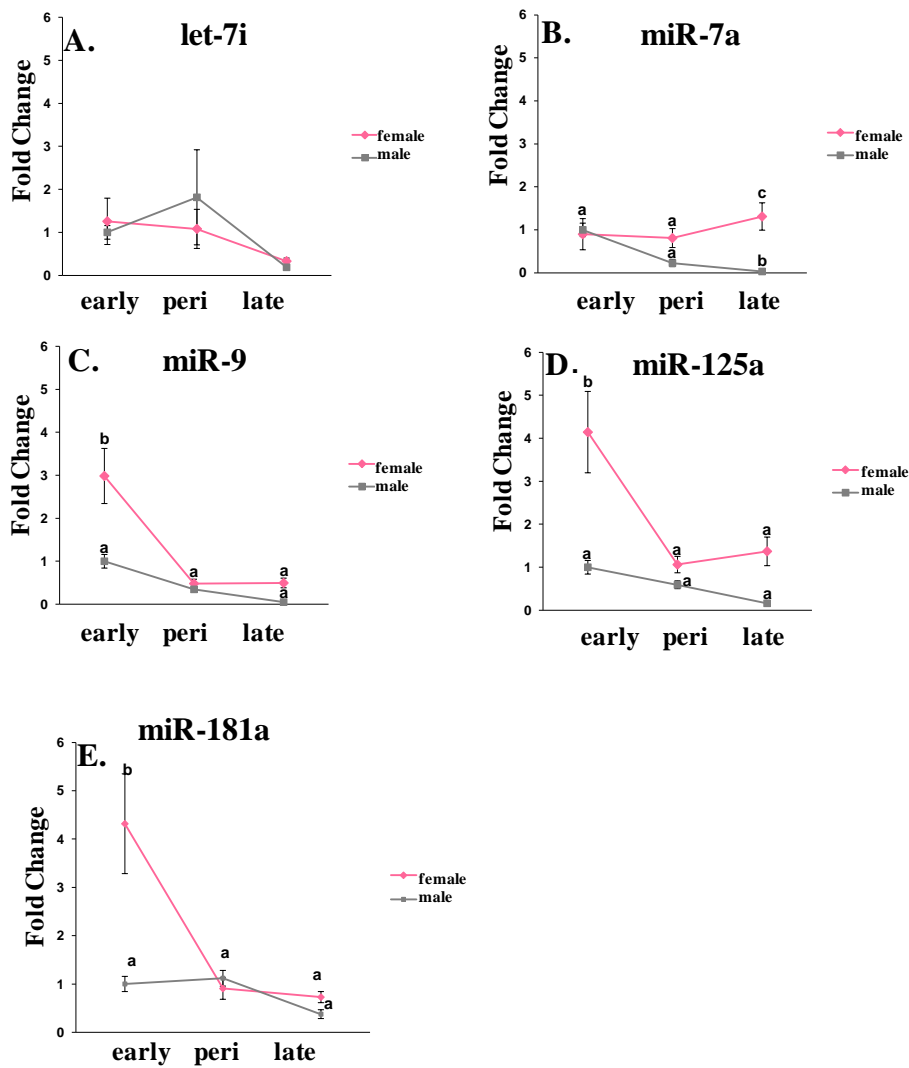 A.
let-7i
Fold Change
6
5
4
3
2
1
0
early peri late
female
male
B.
miR-7a
Fold Change
6
5
4
3
2
1
0
a
a
a
c
b
early peri late
female
male
C.
miR-9
Fold Change
6
5
4
3
2
1
0
b
a
a
a
a
early peri late
female
male
D.
miR-125a
Fold Change
6
5
4
3
2
1
0
b
a
a
a
a
a
early peri late
female
male
E.
miR-181a
Fold Change
6
5
4
3
2
1
0
b
a
a
a
a
early peri late
female
male